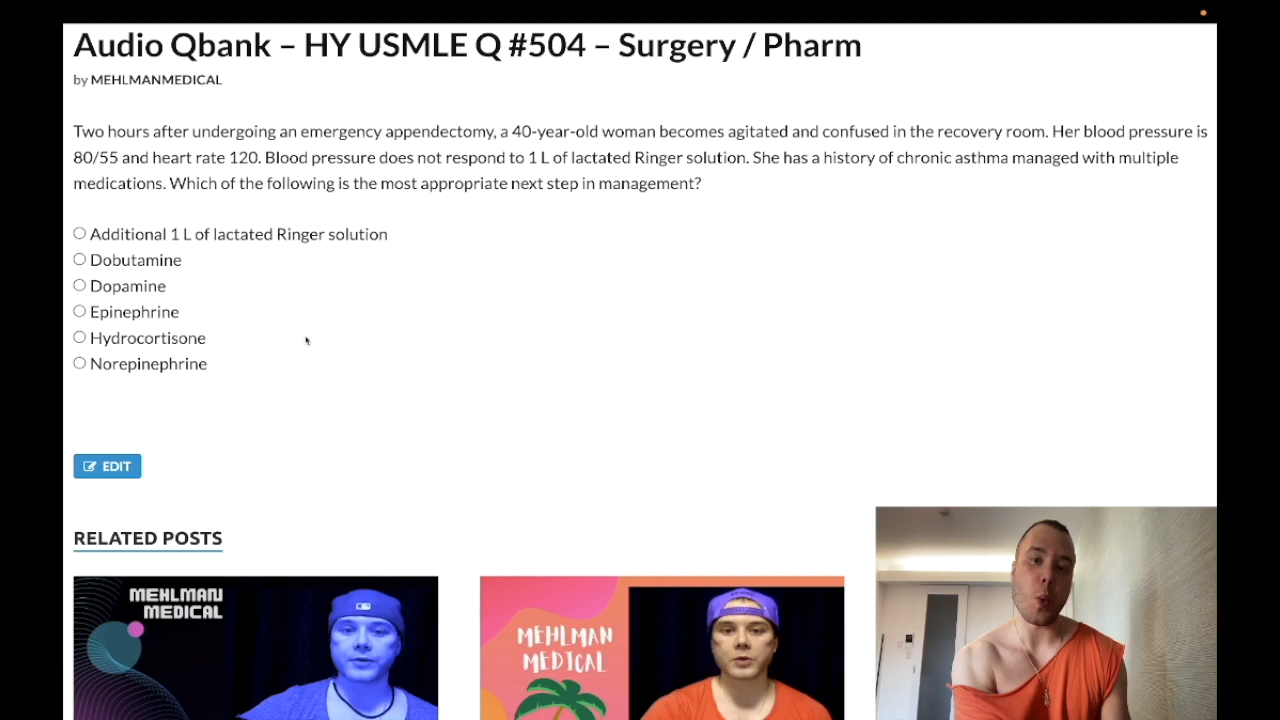 Audio Qbank – HY USMLE Q #504 – Surgery / Pharm
by MEHLMANMEDICAL
Two hours after undergoing an emergency appendectomy, a 40-year-old woman becomes agitated and confused in the recovery room. Her blood pressure is
80/55 and heart rate 120. Blood pressure does not respond to 1 L of lactated Ringer solution. She has a history of chronic asthma managed with multiple
medications. Which of the following is the most appropriate next step in management?
Additional 1 L of lactated Ringer solution
Dobutamine
Dopamine
Epinephrine
Hydrocortisone
Norepinephrine
EDIT
RELATED POSTS
MEHLMAN
MEDICAL
MEHLMAN
MEDICAL